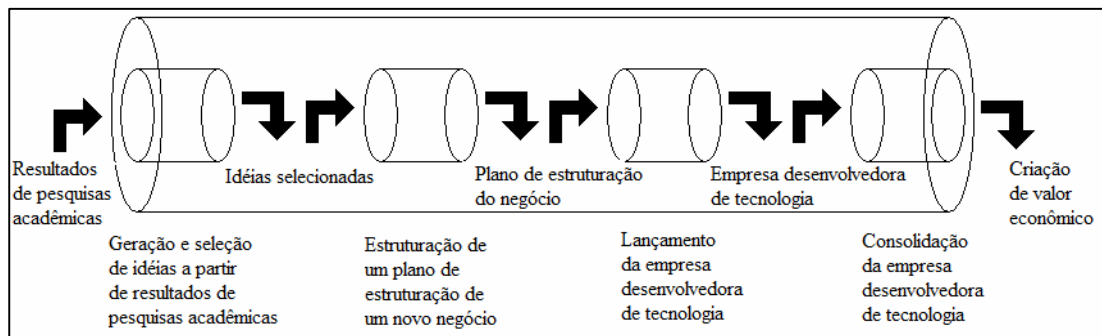 Resultados
de pesquisas
acadêmicas
Idéias selecionadas
Plano de estruturação
do negócio
Empresa desenvolvedora
de tecnologia
Criação
de valor
econômico
Geração e seleção
de idéias a partir
de resultados de
pesquisas acadêmicas
Estruturação de
um plano de
estruturação de
um novo negócio
Lançamento
da empresa
desenvolvedora
de tecnologia
Consolidação
da empresa
desenvolvedora
de tecnologia